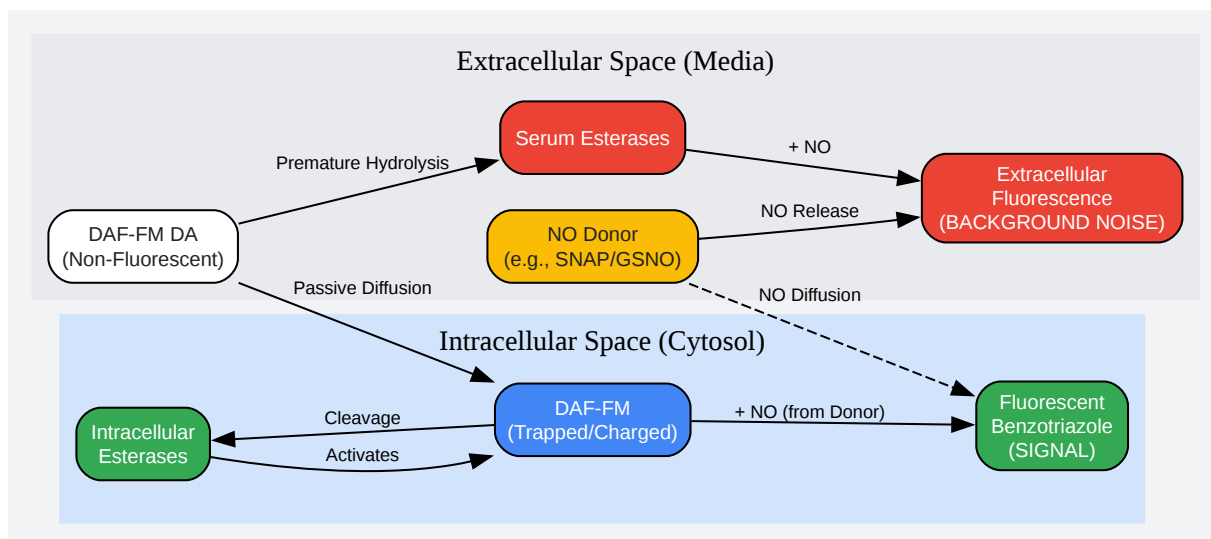 Extracellular Space (Media)
Serum Esterases
Premature Hydrolysis
+ NO
Extracellular
Fluorescence
(BACKGROUND NOISE)
DAF-FM DA
(Non-Fluorescent)
NO Donor
(e.g., SNAP/GSNO)
NO Release
Passive Diffusion
NO Diffusion
Intracellular Space (Cytosol)
Intracellular
Esterases
Cleavage
Activates
DAF-FM
(Trapped/Charged)
+ NO (from Donor)
Fluorescent
Benzotriazole
(SIGNAL)